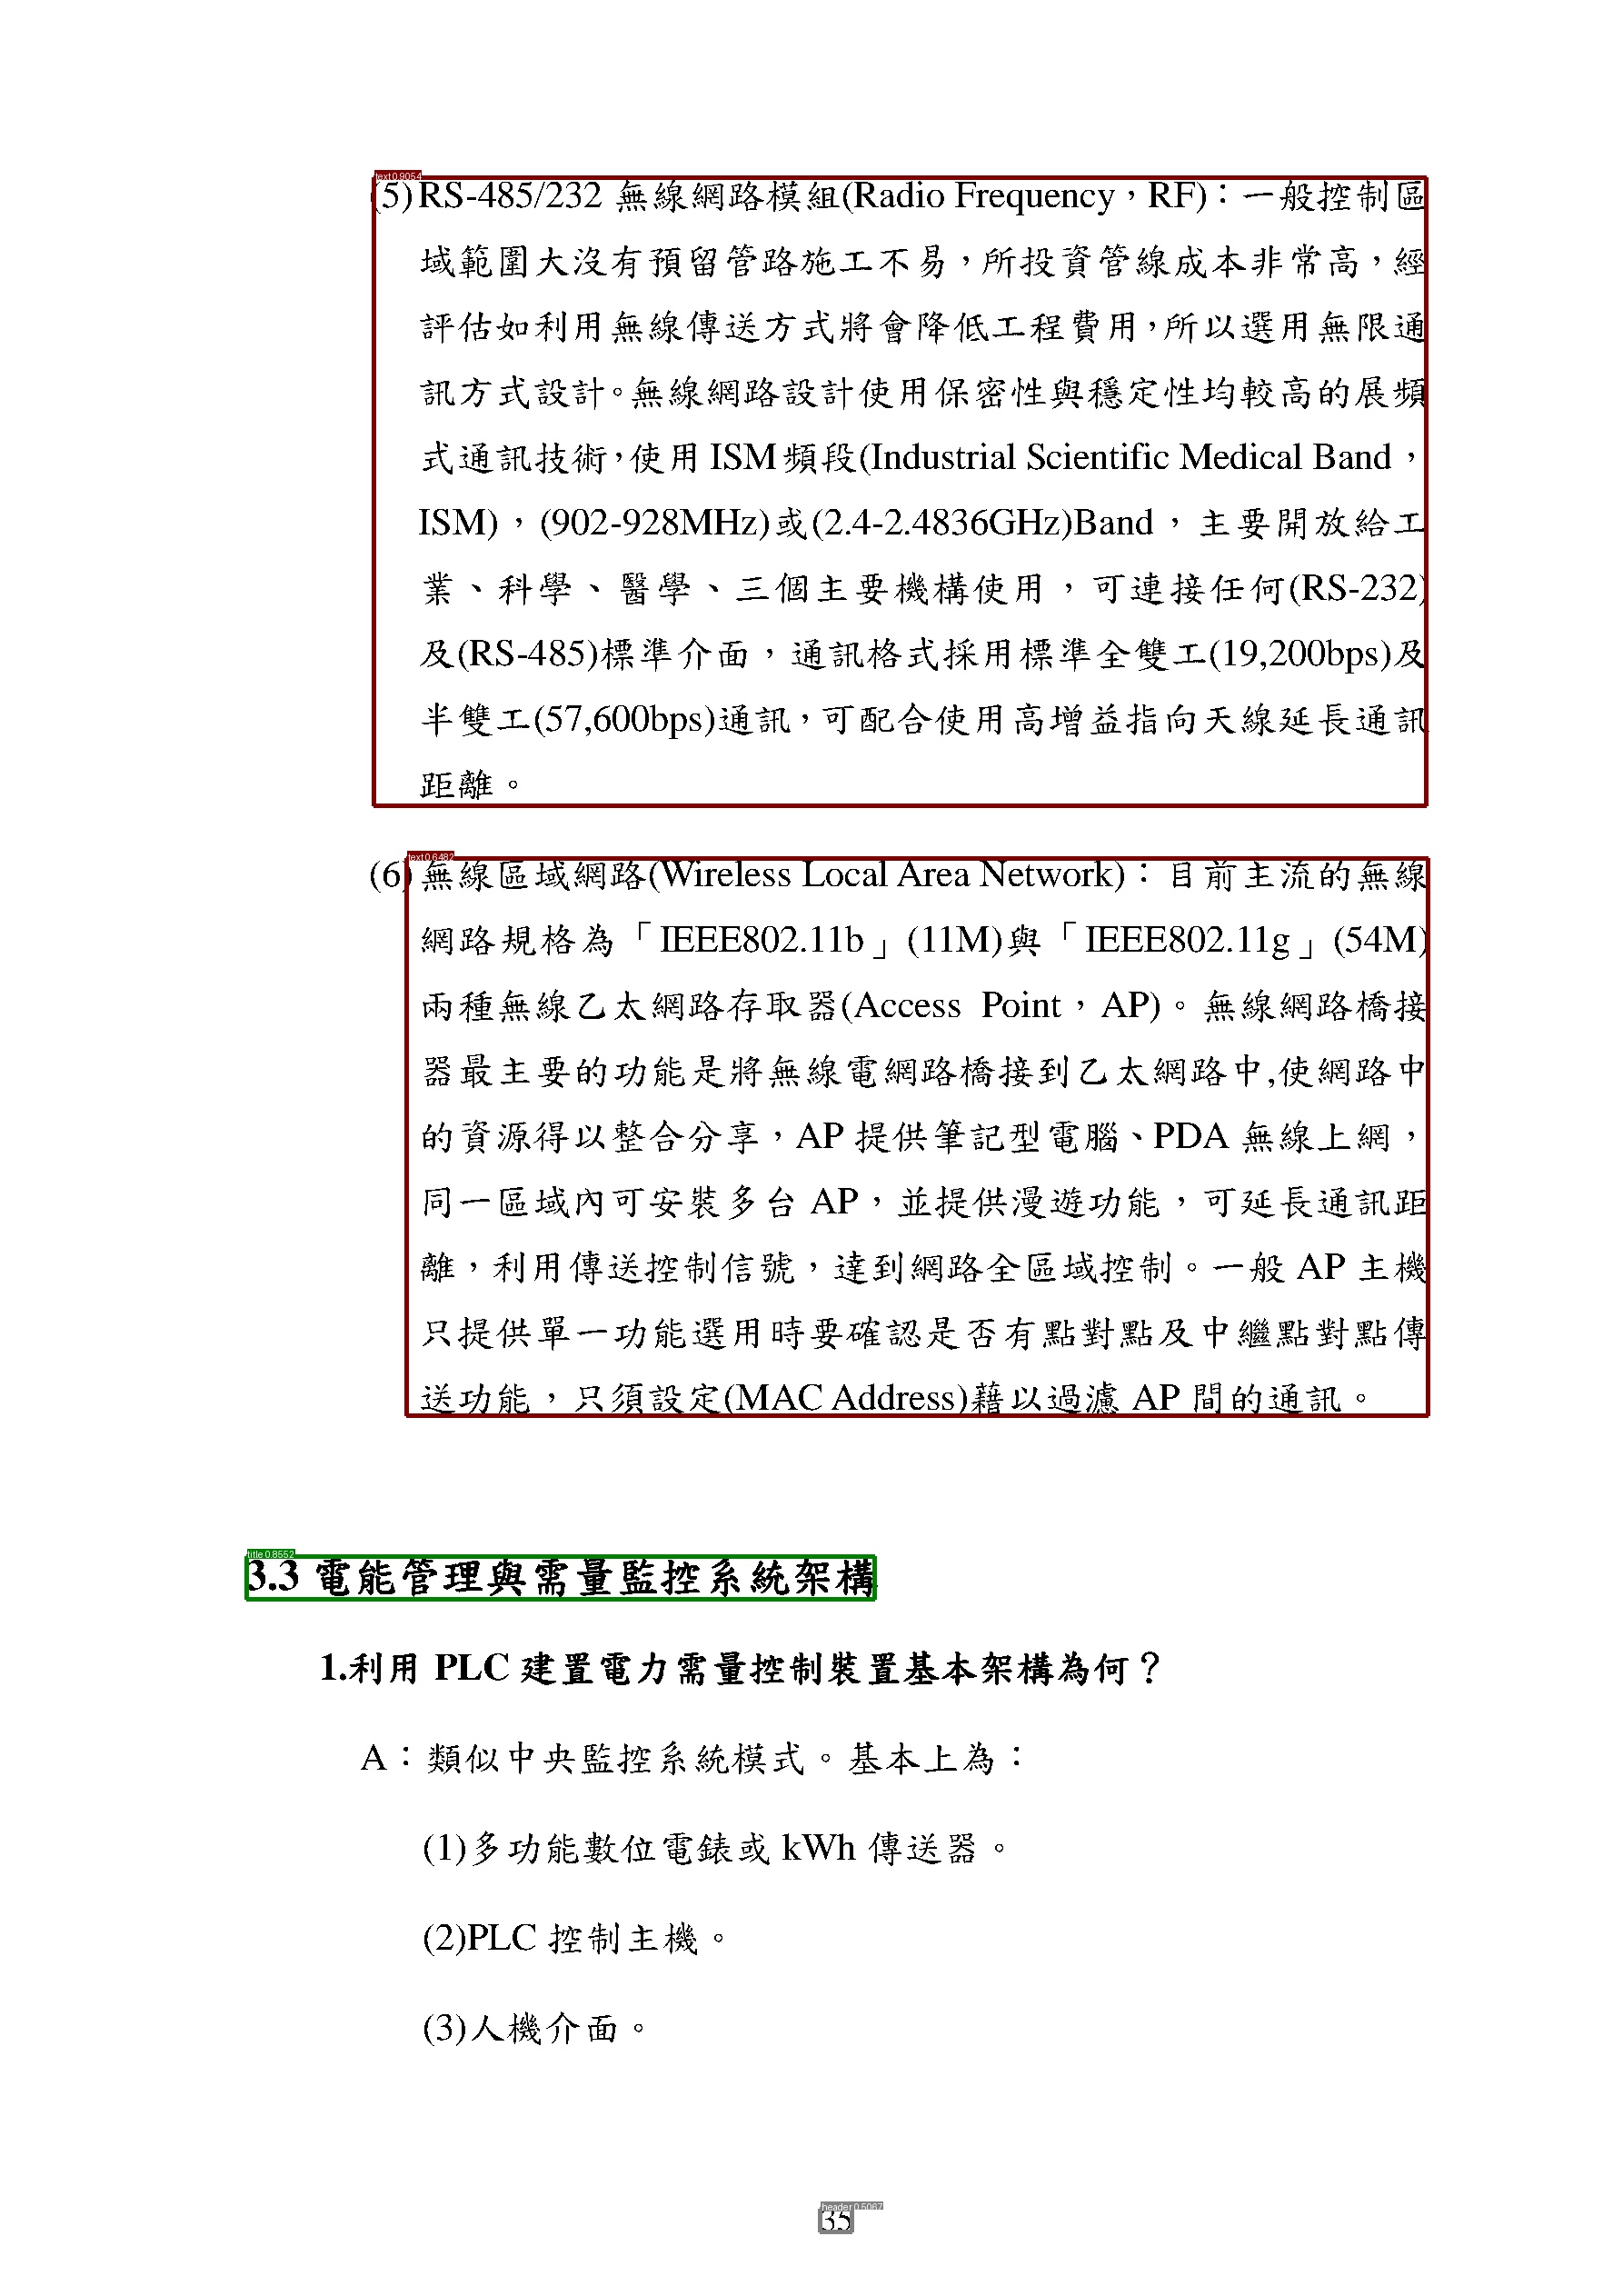 text 0.9054
(5)RS-485/232 無線網路模組(Radio Frequency，RF)：一般控制區
域範圍大沒有預留管路施工不易，所投資管線成本非常高，經
評估如利用無線傳送方式將會降低工程費用，所以選用無限通
訊方式設計。無線網路設計使用保密性與穩定性均較高的展頻
式通訊技術，使用 ISM 頻段(Industrial Scientific Medical Band，
ISM)，(902-928MHz)或(2.4-2.4836GHz)Band，主要開放給工
業、科學、醫學、三個主要機構使用，可連接任何(RS-232)
及(RS-485)標準介面，通訊格式採用標準全雙工(19,200bps)及
半雙工(57,600bps)通訊，可配合使用高增益指向天線延長通訊
距離。
text 0.6482
(6)無線區域網路(Wireless Local Area Network)：目前主流的無線
網路規格為「IEEE802.11b」(11M)與「IEEE802.11g」(54M)
兩種無線乙太網路存取器(Access Point，AP)。無線網路橋接
器最主要的功能是將無線電網路橋接到乙太網路中,使網路中
的資源得以整合分享，AP 提供筆記型電腦、PDA 無線上網，
同一區域內可安裝多台 AP，並提供漫遊功能，可延長通訊距
離，利用傳送控制信號，達到網路全區域控制。一般 AP 主機
只提供單一功能選用時要確認是否有點對點及中繼點對點傳
送功能，只須設定(MAC Address)藉以過濾 AP 間的通訊。
title 0.8552
3.3 電能管理與需量監控系統架構
1.利用 PLC 建置電力需量控制裝置基本架構為何？
A：類似中央監控系統模式。基本上為：
(1)多功能數位電錶或 kWh 傳送器。
(2)PLC 控制主機。
(3)人機介面。
header 0.5067
35